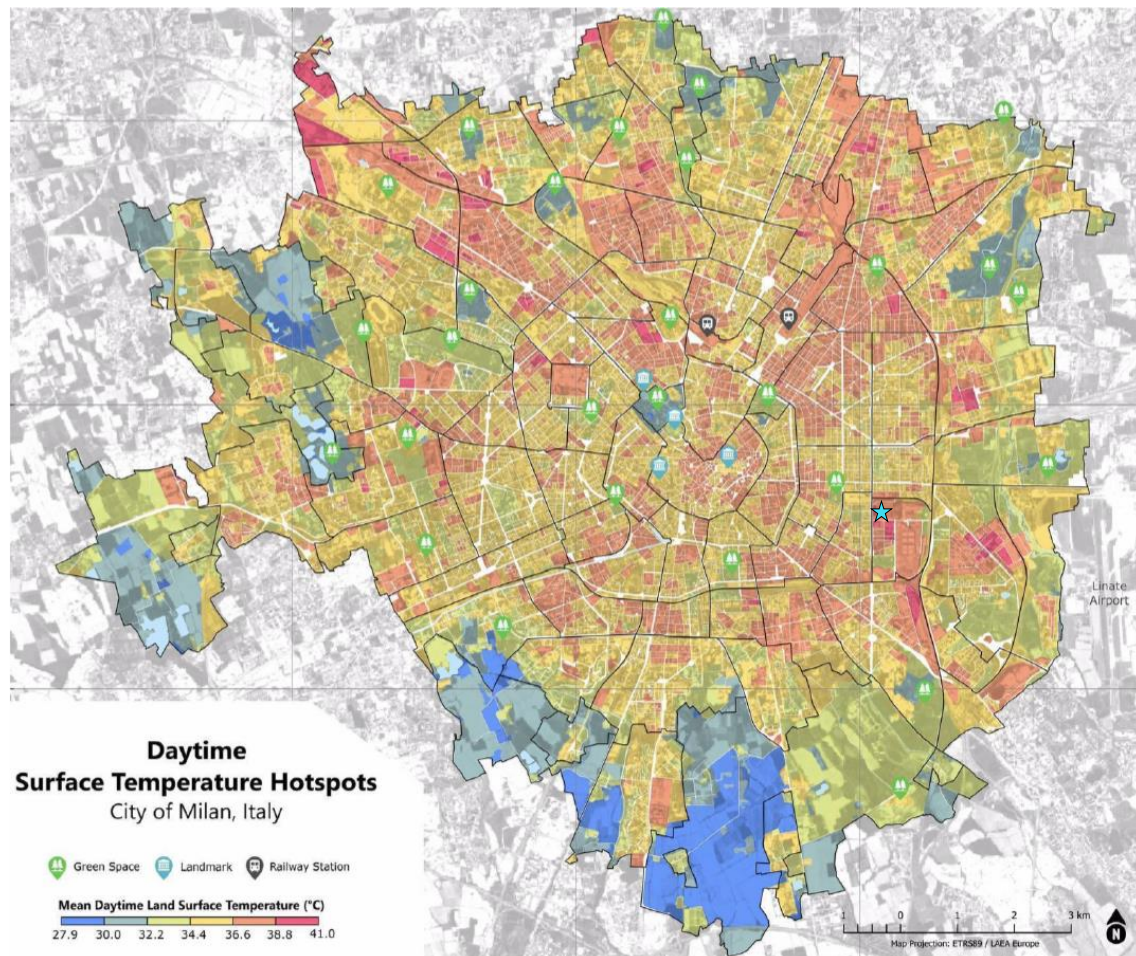 Linate
Airport
Daytime
Surface Temperature Hotspots
City of Milan, Italy
Green Space Landmark Railway Station
Mean Daytime Land Surface Temperature (°C)
27.9 30.0 32.2 34.4 36.6 38.8 41.0
1 0 1 2 3 km
Map Projection: ETRS89 / LAEA Europe
N